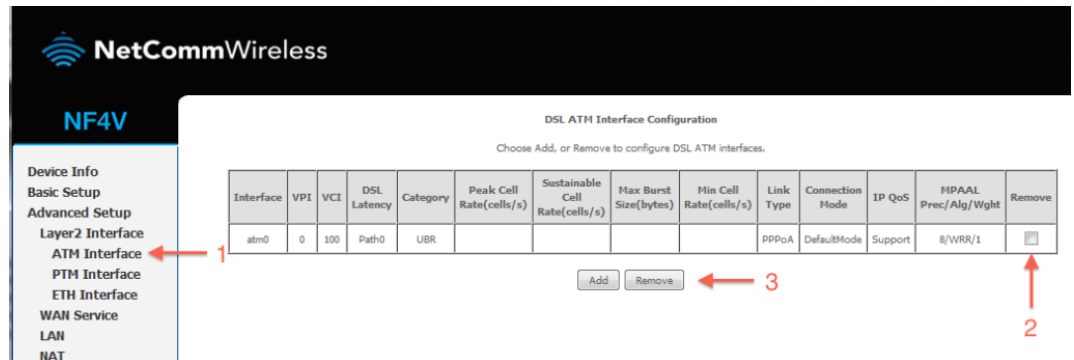 NetCommWireless
NF4V
Device Info
Basic Setup
Advanced Setup
Layer2 Interface
ATM Interface
PTM Interface
ETH Interface
WAN Service
LAN
NAT
1
DSL ATM Interface Configuration
Choose Add, or Remove to configure DSL ATM interfaces.
Interface VPI VCI DSL Latency Category Peak Cell Rate(cells/s) Sustainable Cell Rate(cells/s) Max Burst Size(bytes) Min Cell Rate(cells/s) Link Type Connection Mode IP QoS MPAAL Prec/Alg/Wght Remove
atm0 0 100 Path0 UBR PPPoA DefaultMode Support 8/WRR/1
Add Remove
3
2